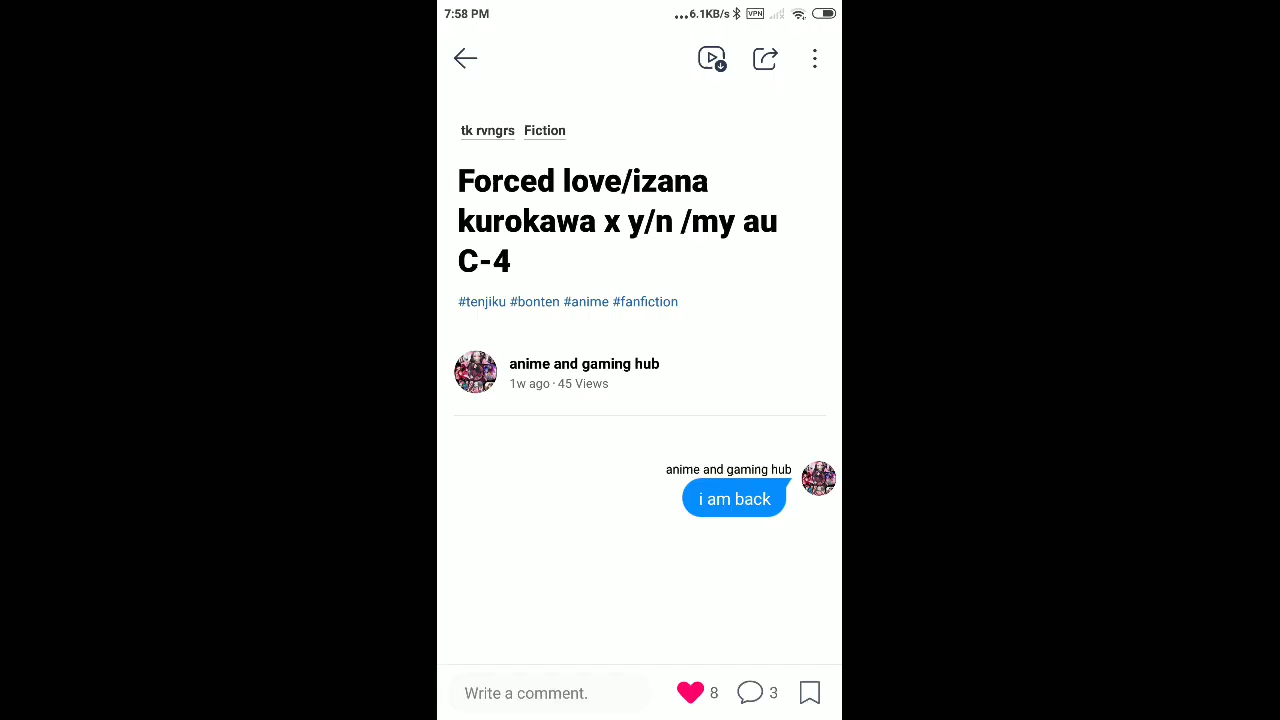 7:58 PM
...6.1KB/s VPN
tk rvngrs Fiction
Forced love/izana
kurokawa x y/n /my au
C-4
#tenjiku #bonten #anime #fanfiction
anime and gaming hub
1w ago · 45 Views
anime and gaming hub
i am back
Write a comment. 8 3